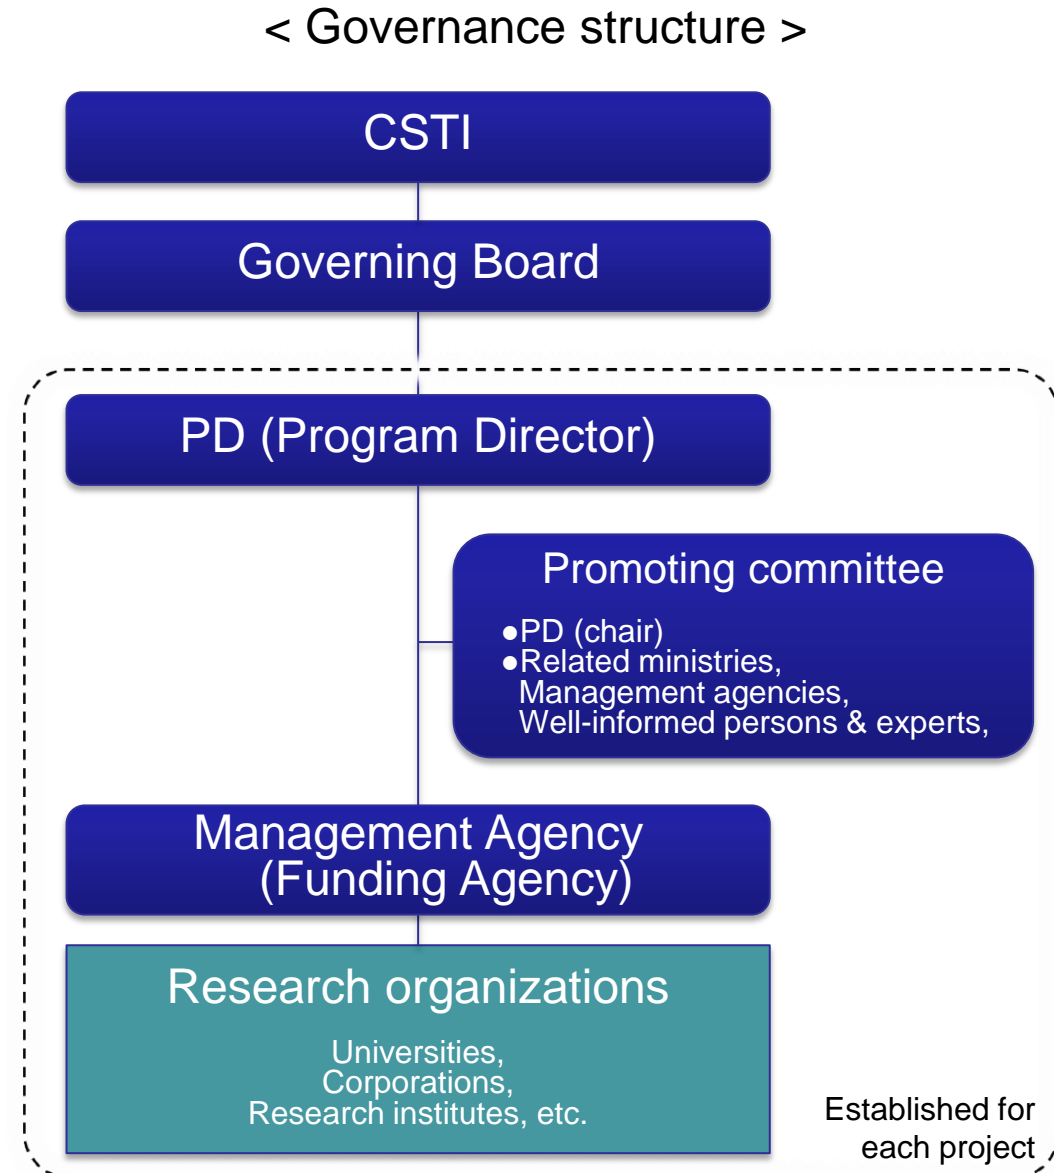 < Governance structure >
CSTI
Governing Board
PD (Program Director)
Promoting committee
●PD (chair)
●Related ministries,
Management agencies,
Well-informed persons & experts,
Management Agency
(Funding Agency)
Research organizations
Universities,
Corporations,
Research institutes, etc.
Established for
each project